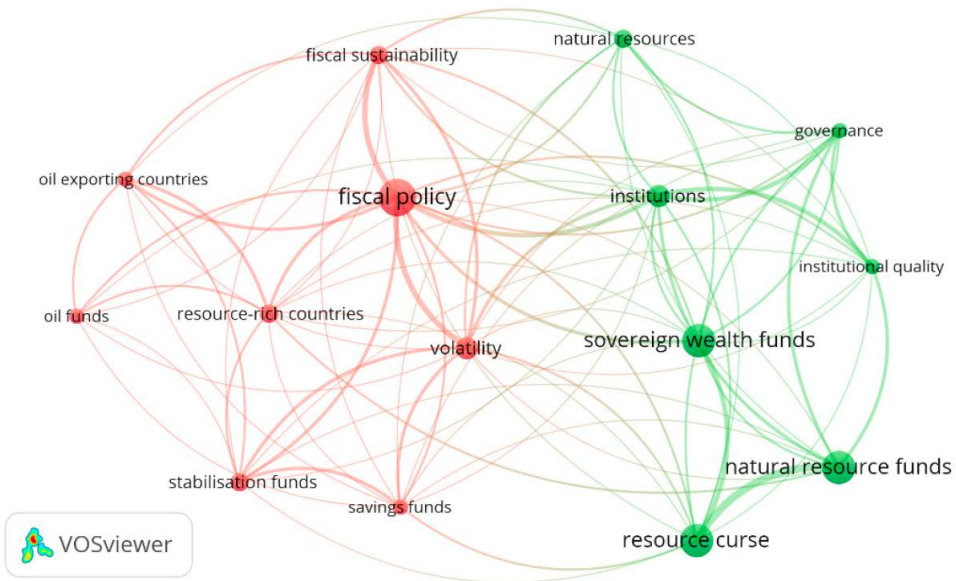 natural resources
fiscal sustainability
governance
oil exporting countries
fiscal policy
institutions
institutional quality
oil funds
resource-rich countries
sovereign wealth funds
volatility
natural resource funds
stabilisation funds
savings funds
resource curse
VOSviewer